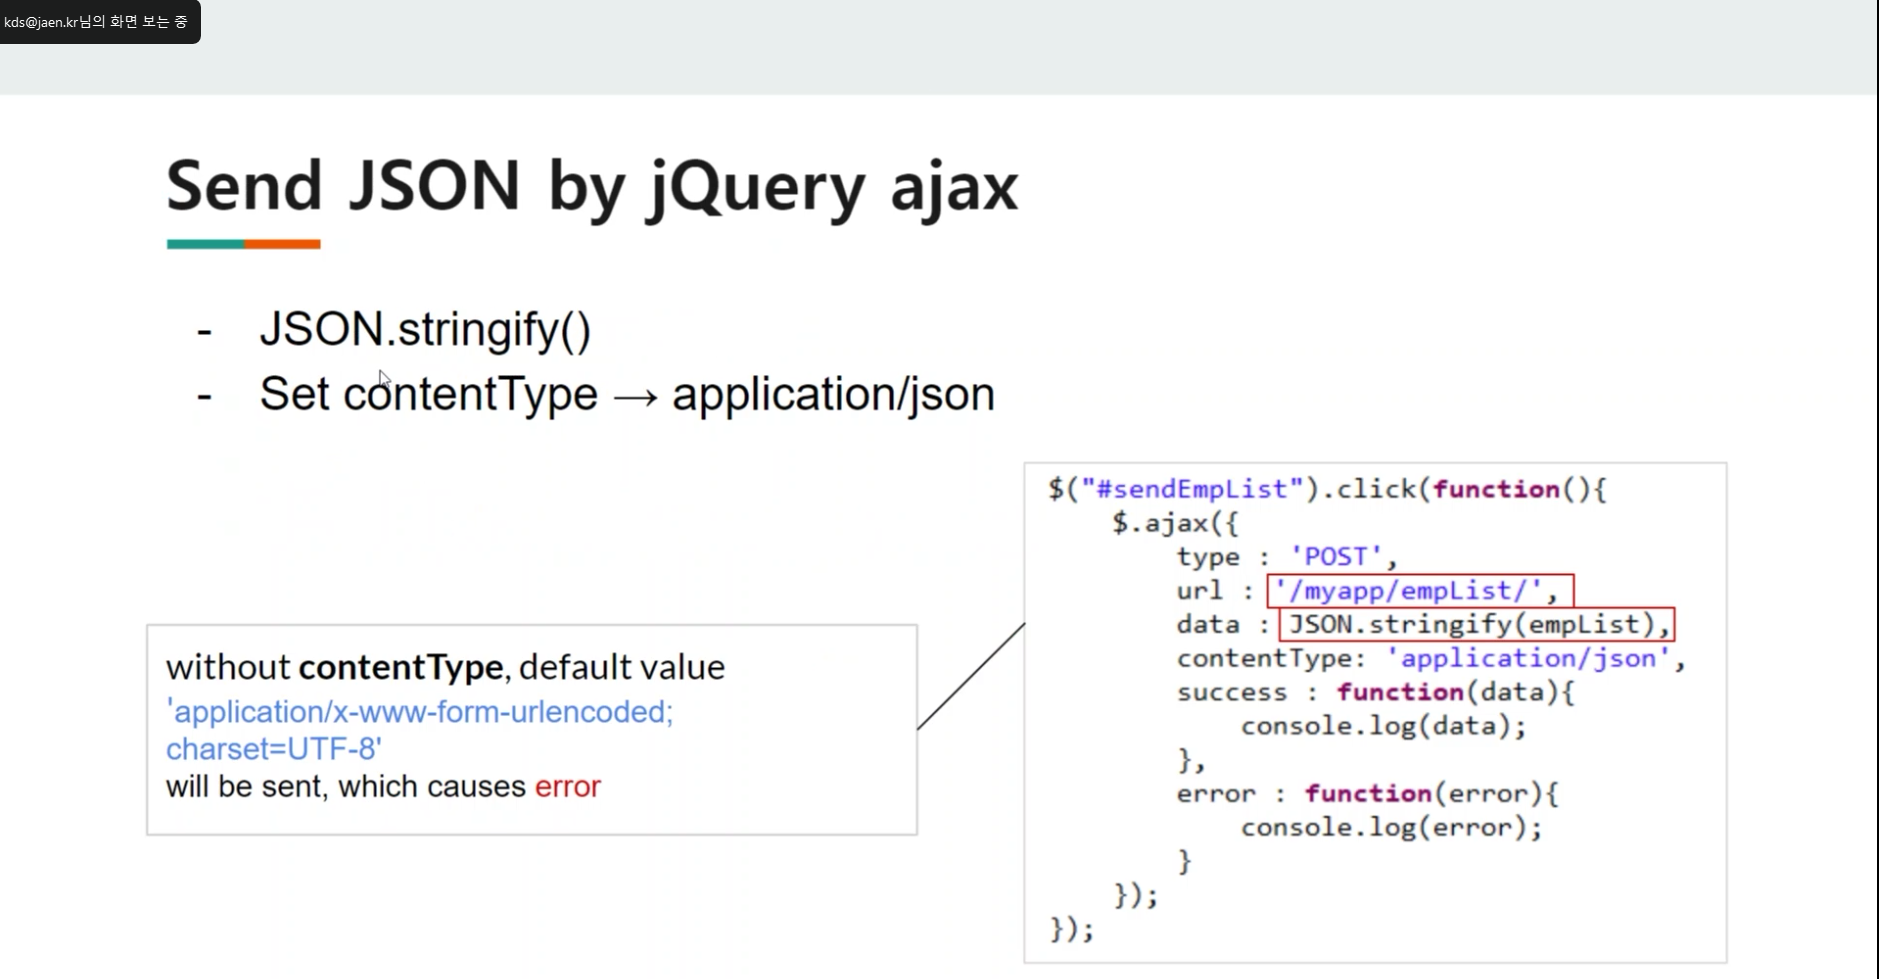 kds@jaen.kr님의 화면 보는 중
Send JSON by jQuery ajax
- JSON.stringify()
- Set contentType → application/json
without contentType, default value
'application/x-www-form-urlencoded;
charset=UTF-8'
will be sent, which causes error
$("#sendEmpList").click(function(){
$.ajax({
type : 'POST',
url : '/myapp/empList/',
data : JSON.stringify(empList),
contentType: 'application/json',
success : function(data){
console.log(data);
},
error : function(error){
console.log(error);
}
});
});